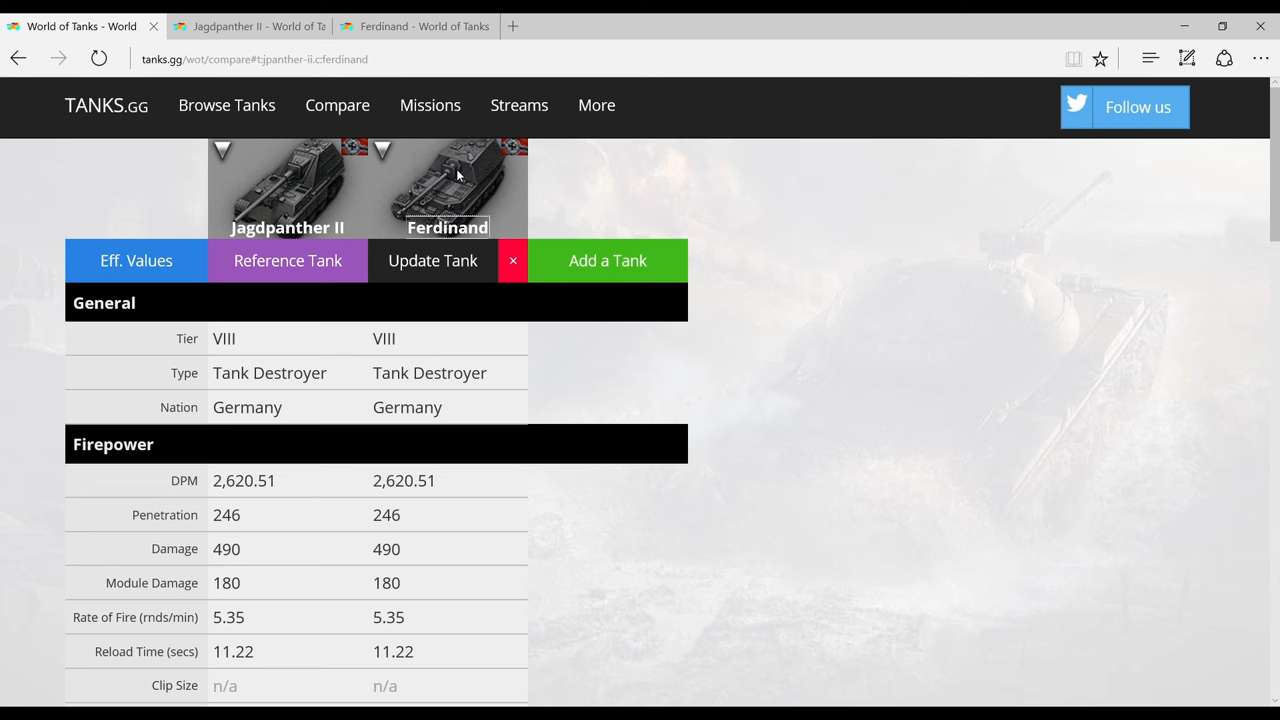 World of Tanks - World
Jagdpanther II - World of Ta
Ferdinand - World of Tanks
tanks.gg/wot/compare#t:jpanther-ii.c:ferdinand
TANKS.GG Browse Tanks Compare Missions Streams More Follow us
Jagdpanther II Ferdinand
Eff. Values Reference Tank Update Tank × Add a Tank
General
Tier VIII VIII
Type Tank Destroyer Tank Destroyer
Nation Germany Germany
Firepower
DPM 2,620.51 2,620.51
Penetration 246 246
Damage 490 490
Module Damage 180 180
Rate of Fire (rnds/min) 5.35 5.35
Reload Time (secs) 11.22 11.22
Clip Size n/a n/a